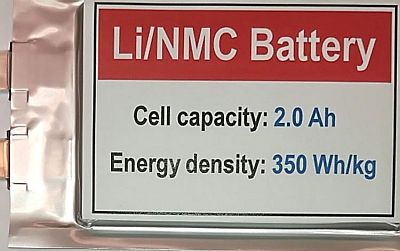 Li/NMC Battery
Cell capacity: 2.0 Ah
Energy density: 350 Wh/kg